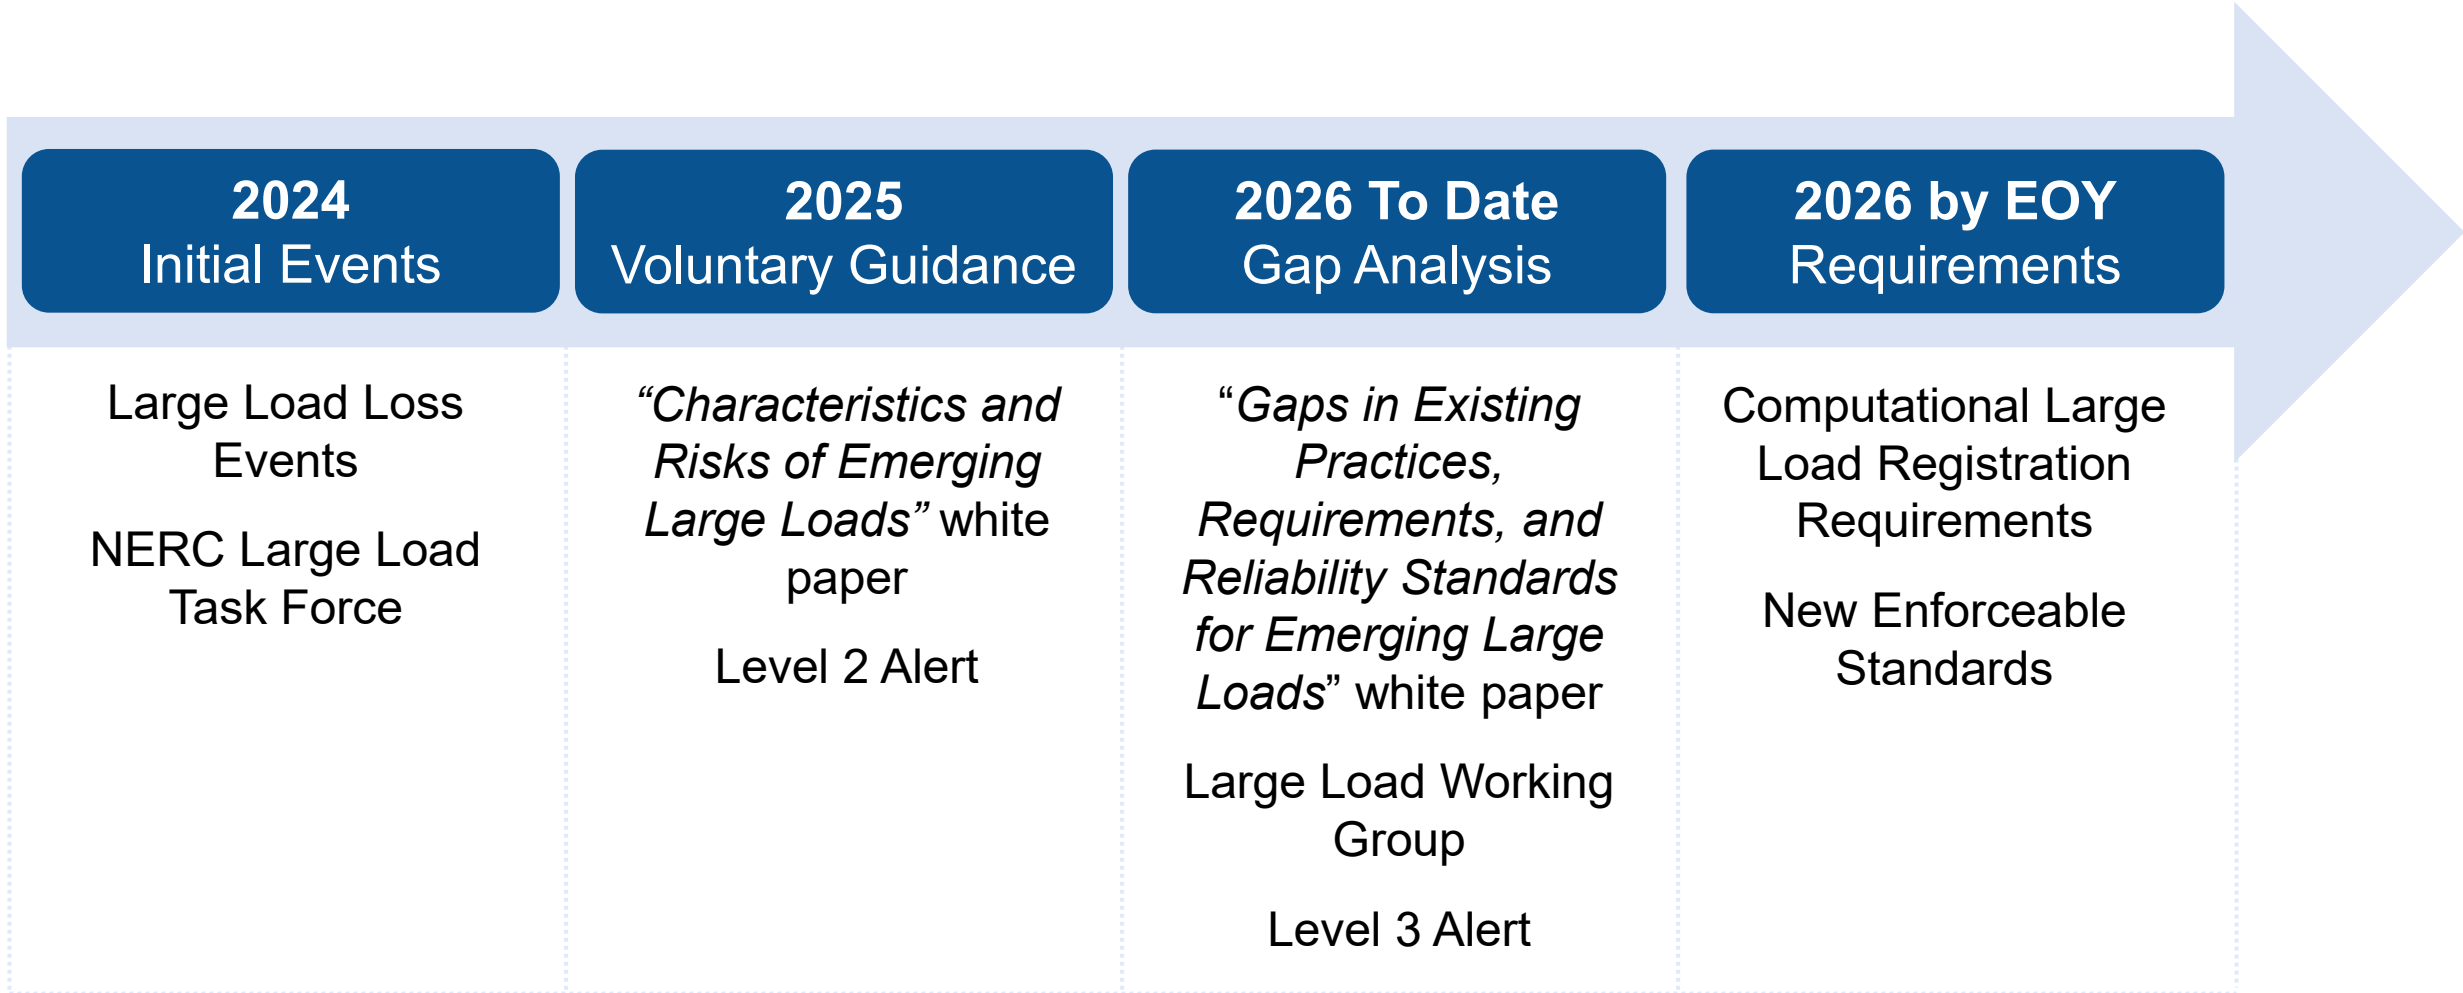 2024
Initial Events
2025
Voluntary Guidance
2026 To Date
Gap Analysis
2026 by EOY
Requirements
Large Load Loss
Events
NERC Large Load
Task Force
“Characteristics and
Risks of Emerging
Large Loads” white
paper
Level 2 Alert
“Gaps in Existing
Practices,
Requirements, and
Reliability Standards
for Emerging Large
Loads” white paper
Large Load Working
Group
Level 3 Alert
Computational Large
Load Registration
Requirements
New Enforceable
Standards